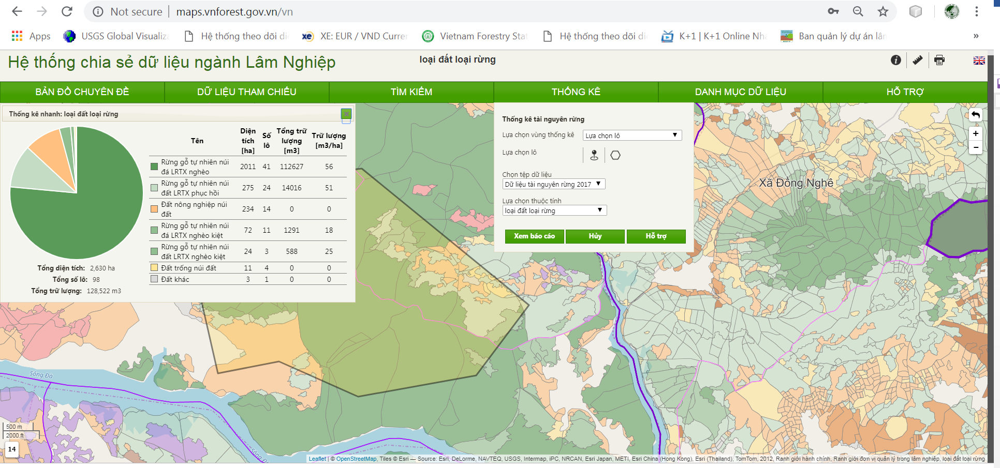 Not secure | maps.vnforest.gov.vn/vn
Apps USGS Global Visualiza Hệ thống theo dõi di XE: EUR / VND Curren Vietnam Forestry Stat Hệ thống theo dõi di K+1 | K+1 Online Nhà Ban quản lý dự án lân »
Hệ thống chia sẻ dữ liệu ngành Lâm Nghiệp
loại đất loại rừng
BẢN ĐỒ CHUYÊN ĐỀ DỮ LIỆU THAM CHIẾU TÌM KIẾM THỐNG KÊ DANH MỤC DỮ LIỆU HỖ TRỢ
Thống kê nhanh: loại đất loại rừng
Tên Diện tích [ha] Số lô Tổng trữ lượng [m3] Trữ lượng [m3/ha]
Rừng gỗ tự nhiên núi đá LRTX nghèo 2011 41 112627 56
Rừng gỗ tự nhiên núi đất LRTX phục hồi 275 24 14016 51
Đất nông nghiệp núi đất 234 14 0 0
Rừng gỗ tự nhiên núi đá LRTX nghèo kiệt 72 11 1291 18
Rừng gỗ tự nhiên núi đất LRTX nghèo kiệt 24 3 588 25
Đất trống núi đất 11 4 0 0
Đất khác 3 1 0 0
Tổng diện tích: 2,630 ha
Tổng số lô: 98
Tổng trữ lượng: 128,522 m3
Thống kê tài nguyên rừng
Lựa chọn vùng thống kê Lựa chọn lô
Lựa chọn lô
Chọn tệp dữ liệu
Dữ liệu tài nguyên rừng 2017
Lựa chọn thuộc tính
loại đất loại rừng
Xem báo cáo Hủy Hỗ trợ
+
−
Xã Đồng Nghê
Sông Đà
Sông Đà
500 m
2000 ft
14
Leaflet | © OpenStreetMap, Tiles © Esri — Source: Esri, DeLorme, NAVTEQ, USGS, Intermap, iPC, NRCAN, Esri Japan, METI, Esri China (Hong Kong), Esri (Thailand), TomTom, 2012, Ranh giới hành chính, Ranh giới đơn vị quản lý trong lâm nghiệp, loại đất loại rừng